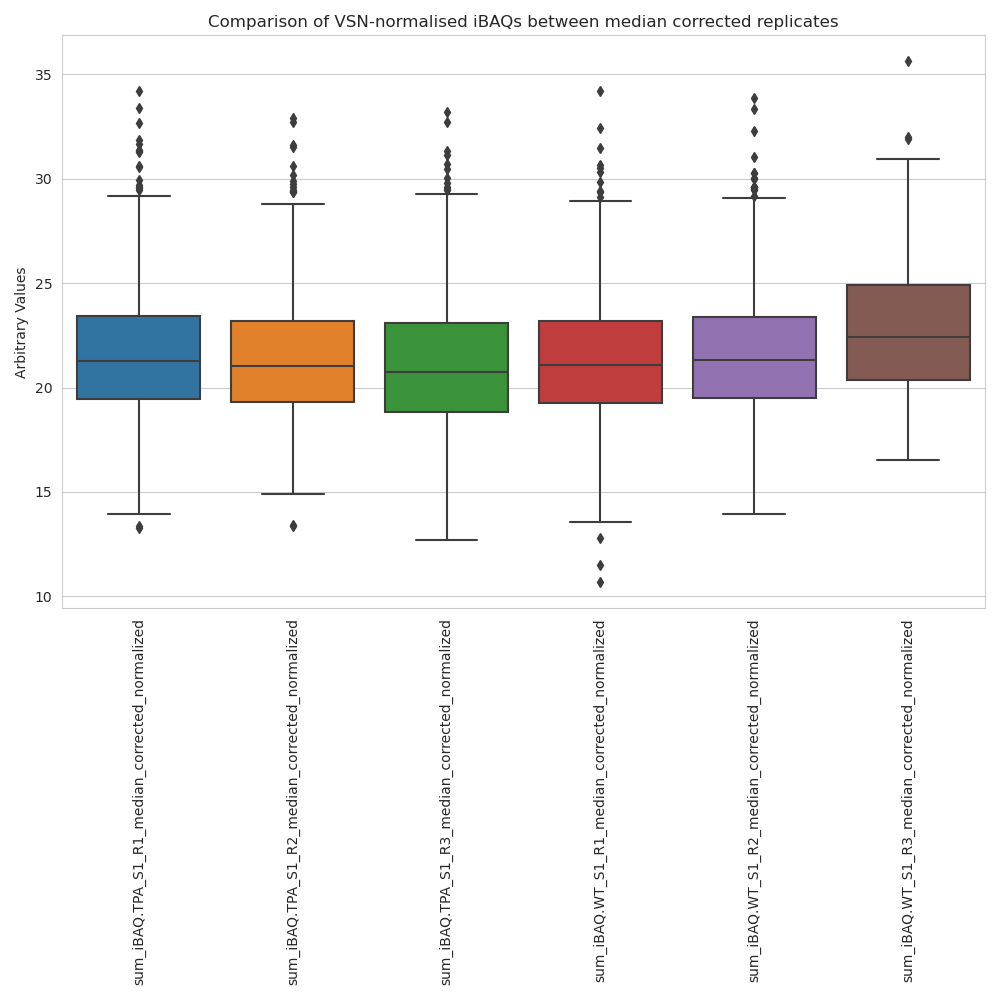 Comparison of VSN-normalised iBAQs between median corrected replicates
Arbitrary Values
35
30
25
20
15
10
sum_iBAQ.TPA_S1_R1_median_corrected_normalized
sum_iBAQ.TPA_S1_R2_median_corrected_normalized
sum_iBAQ.TPA_S1_R3_median_corrected_normalized
sum_iBAQ.WT_S1_R1_median_corrected_normalized
sum_iBAQ.WT_S1_R2_median_corrected_normalized
sum_iBAQ.WT_S1_R3_median_corrected_normalized